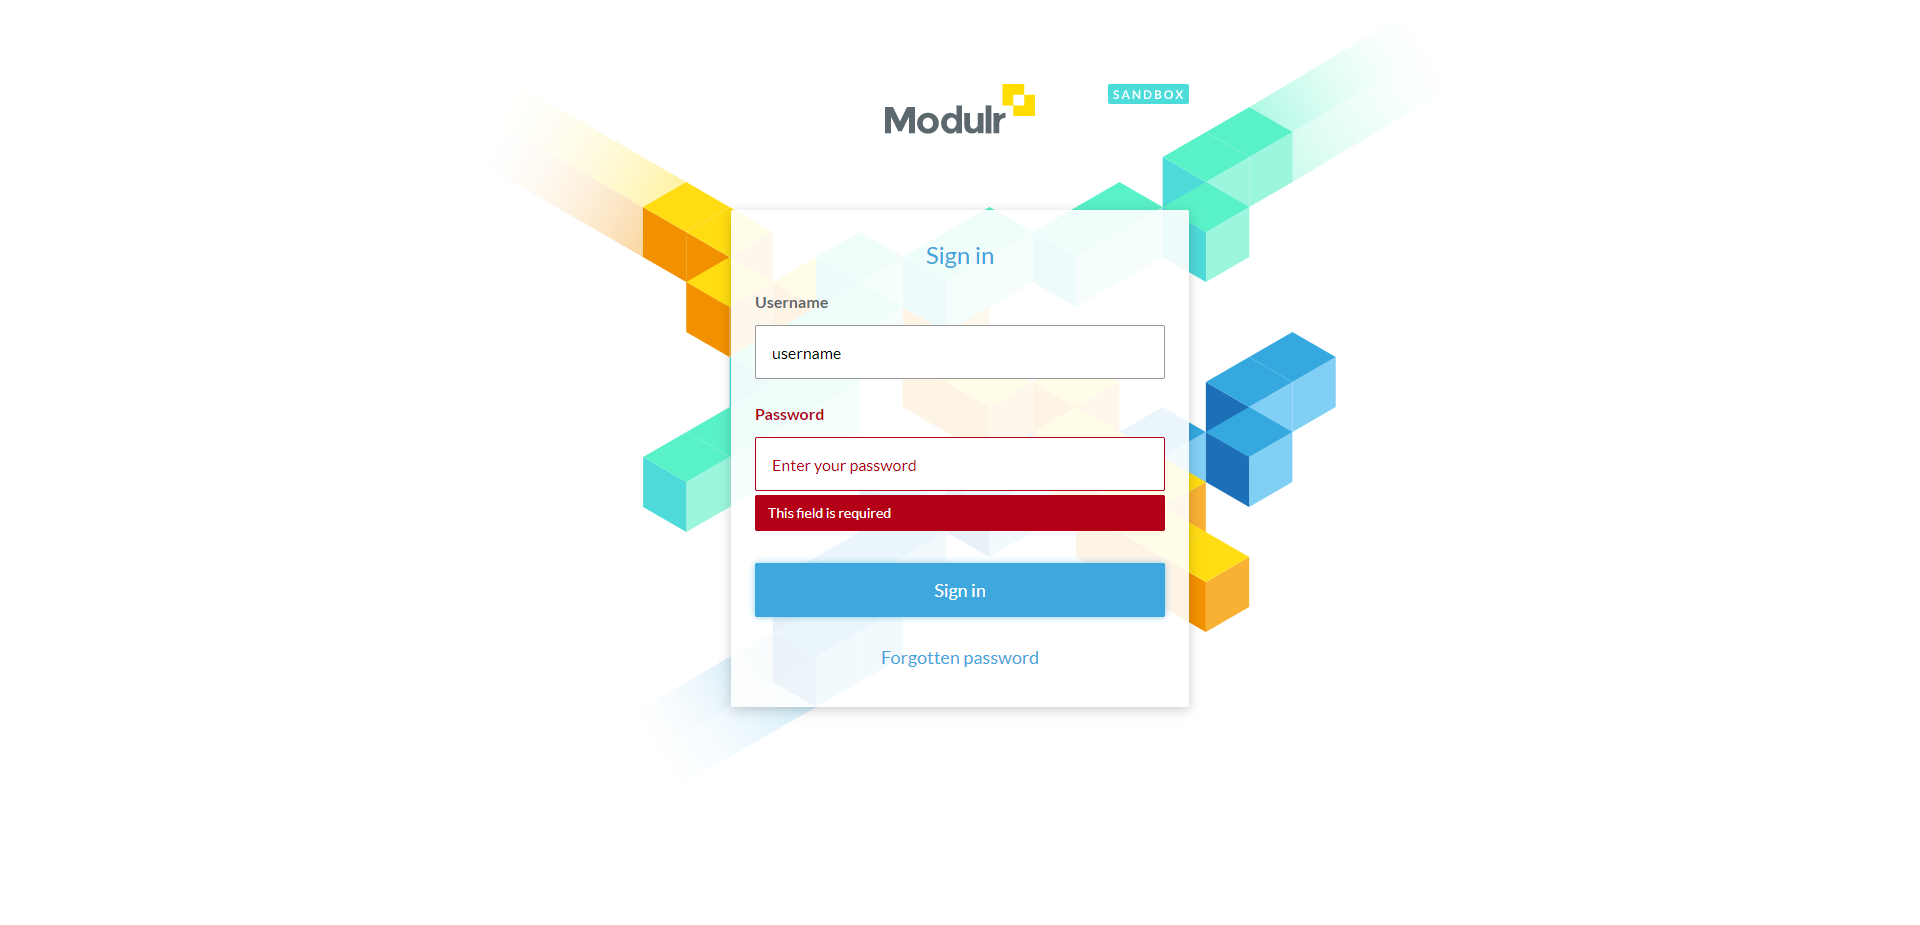 Modulr
SANDBOX
Sign in
Username
username
Password
Enter your password
This field is required
Sign in
Forgotten password